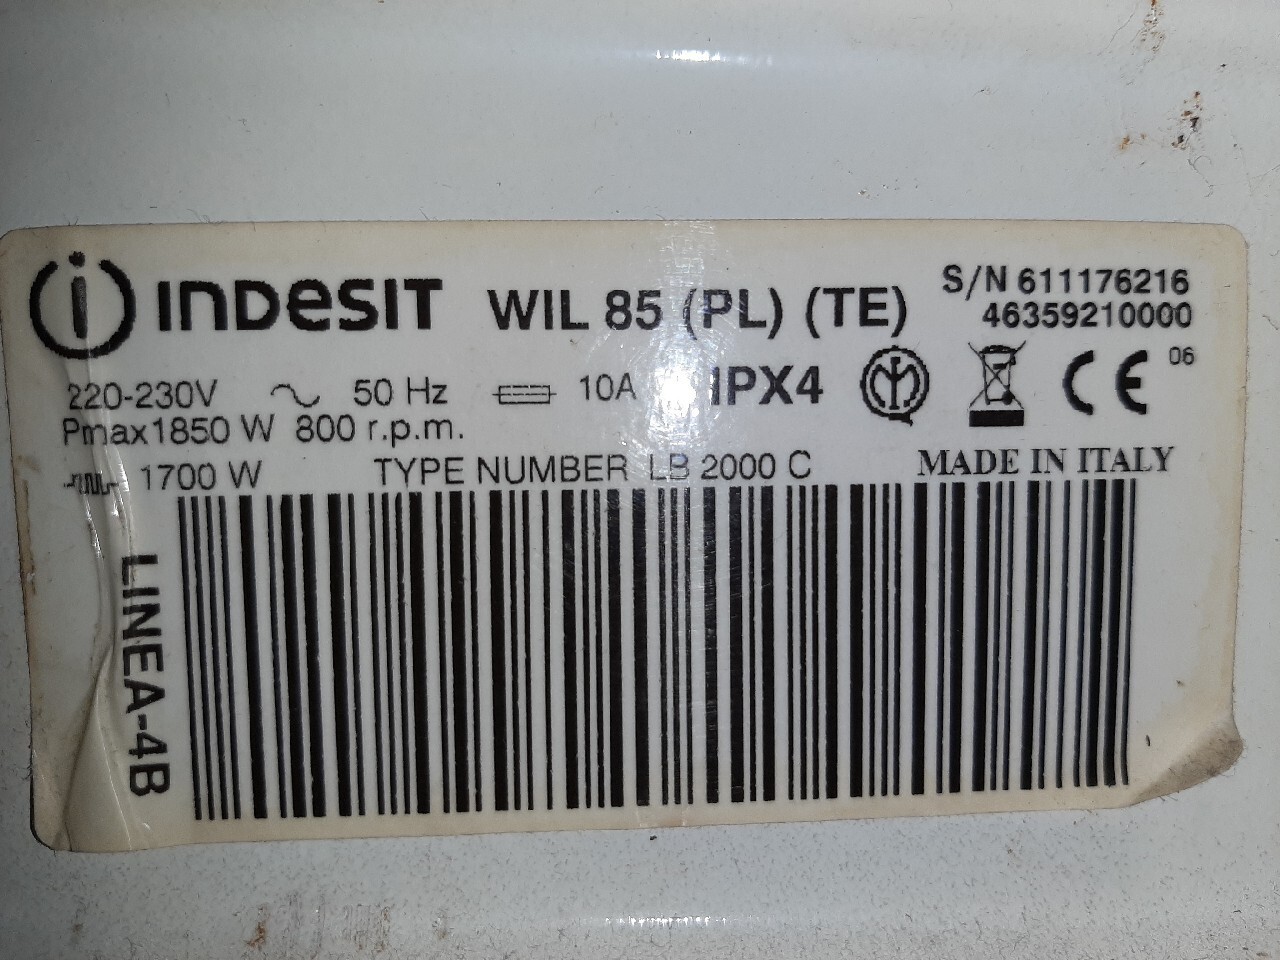 INDESIT WIL 85 (PL) (TE) S/N 611176216
46359210000
220-230V 50 Hz 10A IPX4 CE 06
Pmax1850 W 800 r.p.m.
1700 W TYPE NUMBER LB 2000 C MADE IN ITALY
LINEA-4B